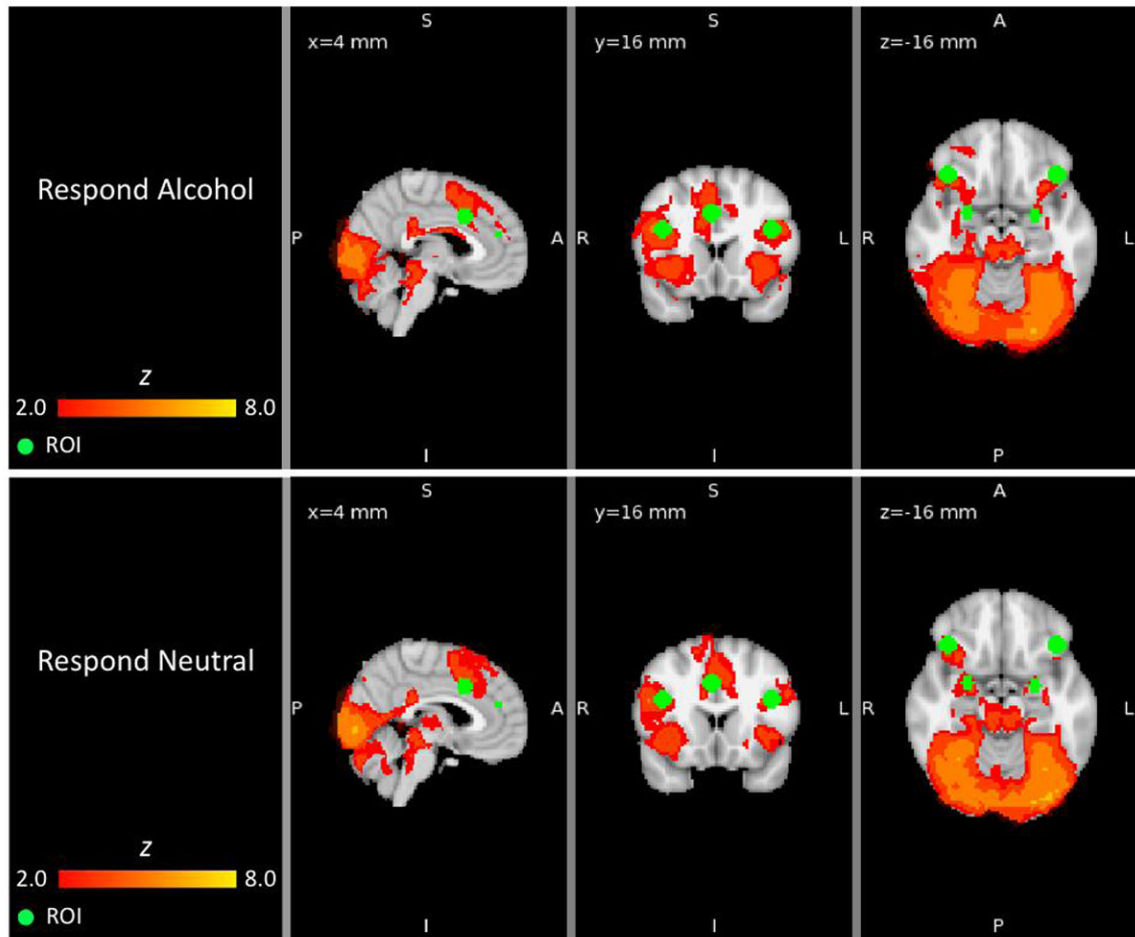 S
x=4 mm
P
A
I
S
y=16 mm
R
L
I
A
z=-16 mm
R
L
P
Respond Alcohol
z
2.0 8.0
ROI
S
x=4 mm
P
A
I
S
y=16 mm
R
L
I
A
z=-16 mm
R
L
P
Respond Neutral
z
2.0 8.0
ROI